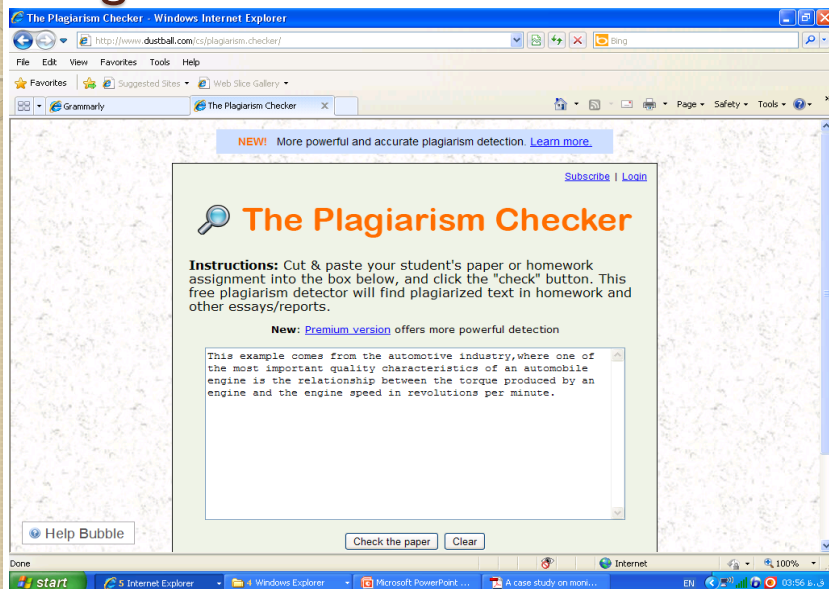 The Plagiarism Checker - Windows Internet Explorer
http://www.dustball.com/cs/plagiarism.checker/
Bing
File Edit View Favorites Tools Help
Favorites Suggested Sites Web Slice Gallery
Grammarly The Plagiarism Checker X Page Safety Tools
NEW! More powerful and accurate plagiarism detection. Learn more.
Subscribe | Login
The Plagiarism Checker
Instructions: Cut & paste your student's paper or homework
assignment into the box below, and click the "check" button. This
free plagiarism detector will find plagiarized text in homework and
other essays/reports.
New: Premium version offers more powerful detection
This example comes from the automotive industry,where one of
the most important quality characteristics of an automobile
engine is the relationship between the torque produced by an
engine and the engine speed in revolutions per minute.
Help Bubble
Check the paper Clear
Done Internet 100%
start 5 Internet Explorer 4 Windows Explorer Microsoft PowerPoint ... A case study on moni... EN 03:56